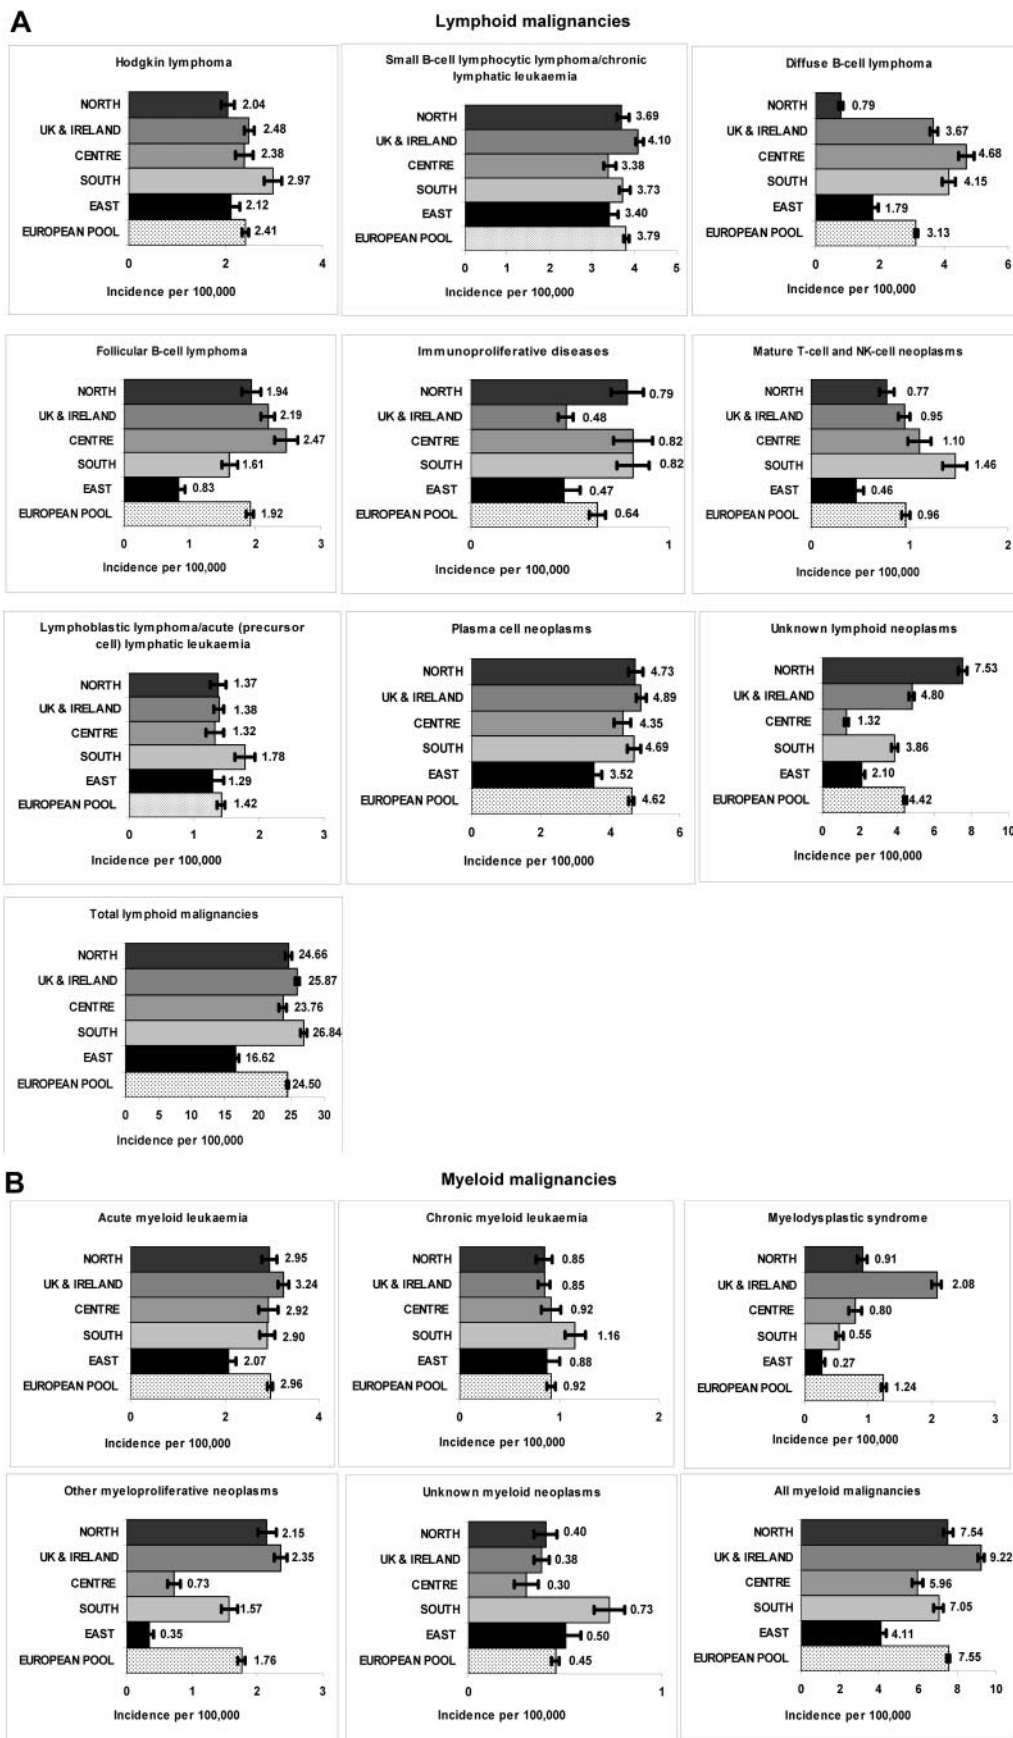 A
Lymphoid malignancies
Hodgkin lymphoma
NORTH 2.04
UK & IRELAND 2.48
CENTRE 2.38
SOUTH 2.97
EAST 2.12
EUROPEAN POOL 2.41
0 2 4
Incidence per 100,000
Small B-cell lymphocytic lymphoma/chronic
lymphatic leukaemia
NORTH 3.69
UK & IRELAND 4.10
CENTRE 3.38
SOUTH 3.73
EAST 3.40
EUROPEAN POOL 3.79
0 1 2 3 4 5
Incidence per 100,000
Diffuse B-cell lymphoma
NORTH 0.79
UK & IRELAND 3.67
CENTRE 4.68
SOUTH 4.15
EAST 1.79
EUROPEAN POOL 3.13
0 2 4 6
Incidence per 100,000
Follicular B-cell lymphoma
NORTH 1.94
UK & IRELAND 2.19
CENTRE 2.47
SOUTH 1.61
EAST 0.83
EUROPEAN POOL 1.92
0 1 2 3
Incidence per 100,000
Immunoproliferative diseases
NORTH 0.79
UK & IRELAND 0.48
CENTRE 0.82
SOUTH 0.82
EAST 0.47
EUROPEAN POOL 0.64
0 1
Incidence per 100,000
Mature T-cell and NK-cell neoplasms
NORTH 0.77
UK & IRELAND 0.95
CENTRE 1.10
SOUTH 1.46
EAST 0.46
EUROPEAN POOL 0.96
0 1 2
Incidence per 100,000
Lymphoblastic lymphoma/acute (precursor
cell) lymphatic leukaemia
NORTH 1.37
UK & IRELAND 1.38
CENTRE 1.32
SOUTH 1.78
EAST 1.29
EUROPEAN POOL 1.42
0 1 2 3
Incidence per 100,000
Plasma cell neoplasms
NORTH 4.73
UK & IRELAND 4.89
CENTRE 4.35
SOUTH 4.69
EAST 3.52
EUROPEAN POOL 4.62
0 2 4 6
Incidence per 100,000
Unknown lymphoid neoplasms
NORTH 7.53
UK & IRELAND 4.80
CENTRE 1.32
SOUTH 3.86
EAST 2.10
EUROPEAN POOL 4.42
0 2 4 6 8 10
Incidence per 100,000
Total lymphoid malignancies
NORTH 24.66
UK & IRELAND 25.87
CENTRE 23.76
SOUTH 26.84
EAST 16.62
EUROPEAN POOL 24.50
0 5 10 15 20 25 30
Incidence per 100,000
B
Myeloid malignancies
Acute myeloid leukaemia
NORTH 2.95
UK & IRELAND 3.24
CENTRE 2.92
SOUTH 2.90
EAST 2.07
EUROPEAN POOL 2.96
0 2 4
Incidence per 100,000
Chronic myeloid leukaemia
NORTH 0.85
UK & IRELAND 0.85
CENTRE 0.92
SOUTH 1.16
EAST 0.88
EUROPEAN POOL 0.92
0 1 2
Incidence per 100,000
Myelodysplastic syndrome
NORTH 0.91
UK & IRELAND 2.08
CENTRE 0.80
SOUTH 0.55
EAST 0.27
EUROPEAN POOL 1.24
0 1 2 3
Incidence per 100,000
Other myeloproliferative neoplasms
NORTH 2.15
UK & IRELAND 2.35
CENTRE 0.73
SOUTH 1.57
EAST 0.35
EUROPEAN POOL 1.76
0 1 2 3
Incidence per 100,000
Unknown myeloid neoplasms
NORTH 0.40
UK & IRELAND 0.38
CENTRE 0.30
SOUTH 0.73
EAST 0.50
EUROPEAN POOL 0.45
0 1
Incidence per 100,000
All myeloid malignancies
NORTH 7.54
UK & IRELAND 9.22
CENTRE 5.96
SOUTH 7.05
EAST 4.11
EUROPEAN POOL 7.55
0 2 4 6 8 10
Incidence per 100,000